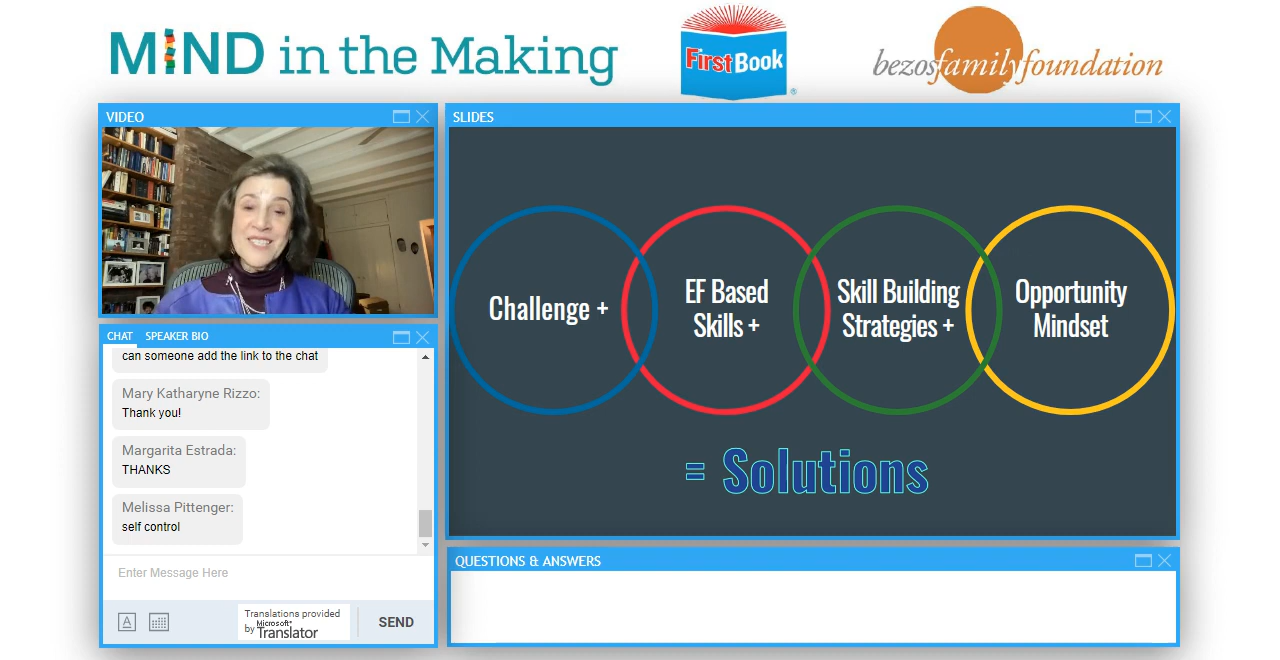 MIND in the Making
First Book
®
bezosfamilyfoundation
VIDEO
SLIDES
Challenge +
EF Based
Skills +
Skill Building
Strategies +
Opportunity
Mindset
= Solutions
CHAT SPEAKER BIO
can someone add the link to the chat
Mary Katharyne Rizzo:
Thank you!
Margarita Estrada:
THANKS
Melissa Pittenger:
self control
Enter Message Here
A
Translations provided
by Microsoft® Translator
SEND
QUESTIONS & ANSWERS